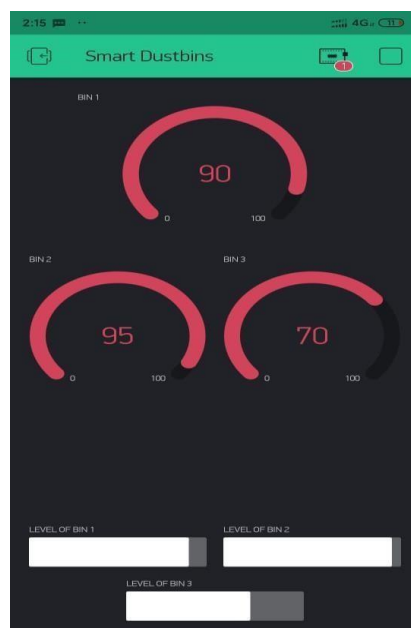 2:15 4G 11
Smart Dustbins 1
BIN 1
90
0 100
BIN 2 BIN 3
95 70
0 100 0 100
LEVEL OF BIN 1 LEVEL OF BIN 2
LEVEL OF BIN 3